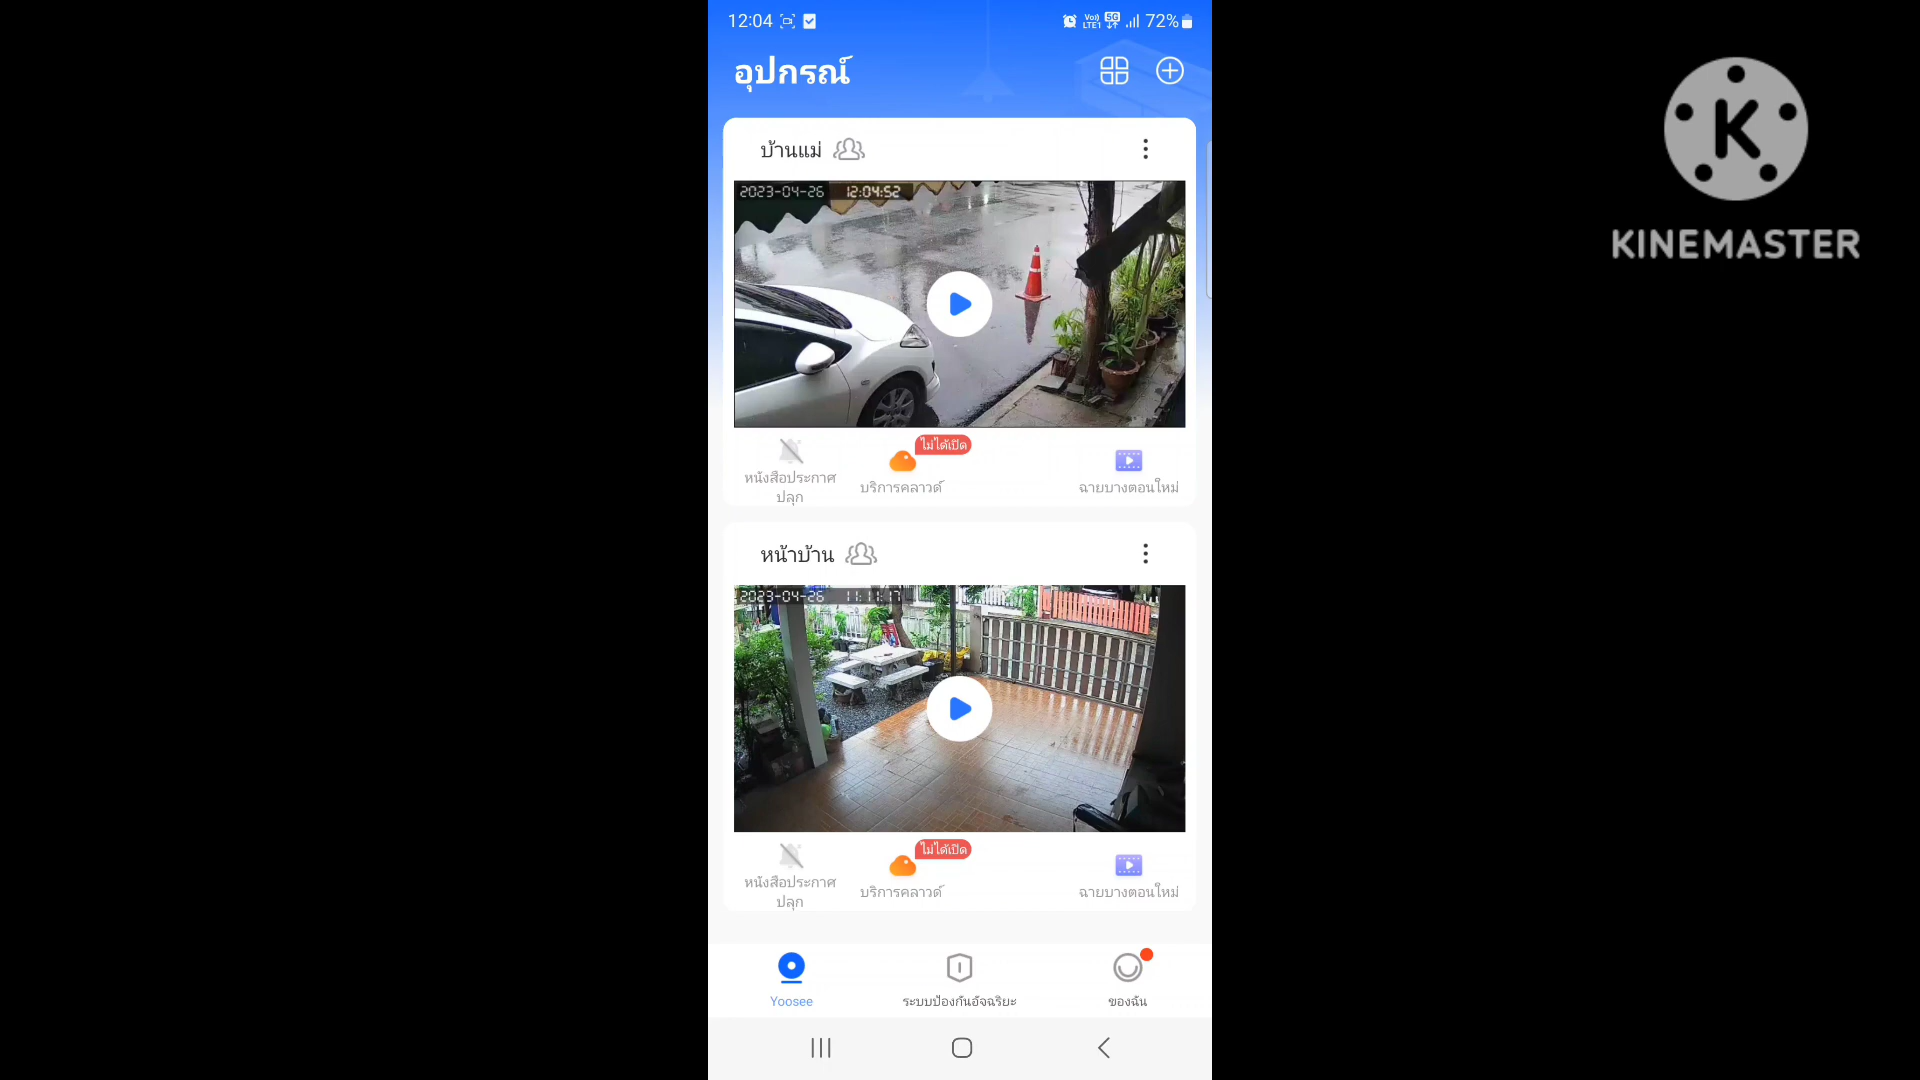 12:04
Vo))
LTE1
5G
72%
อุปกรณ์
บ้านแม่
2023-04-26 12:04:52
ไม่ได้เปิด
หนังสือประกาศ
ปลุก
บริการคลาวด์
ฉายบางตอนใหม่
หน้าบ้าน
2023-04-26 11:11:17
ไม่ได้เปิด
หนังสือประกาศ
ปลุก
บริการคลาวด์
ฉายบางตอนใหม่
Yoosee
ระบบป้องกันอัจฉริยะ
ของฉัน
K
KINEMASTER